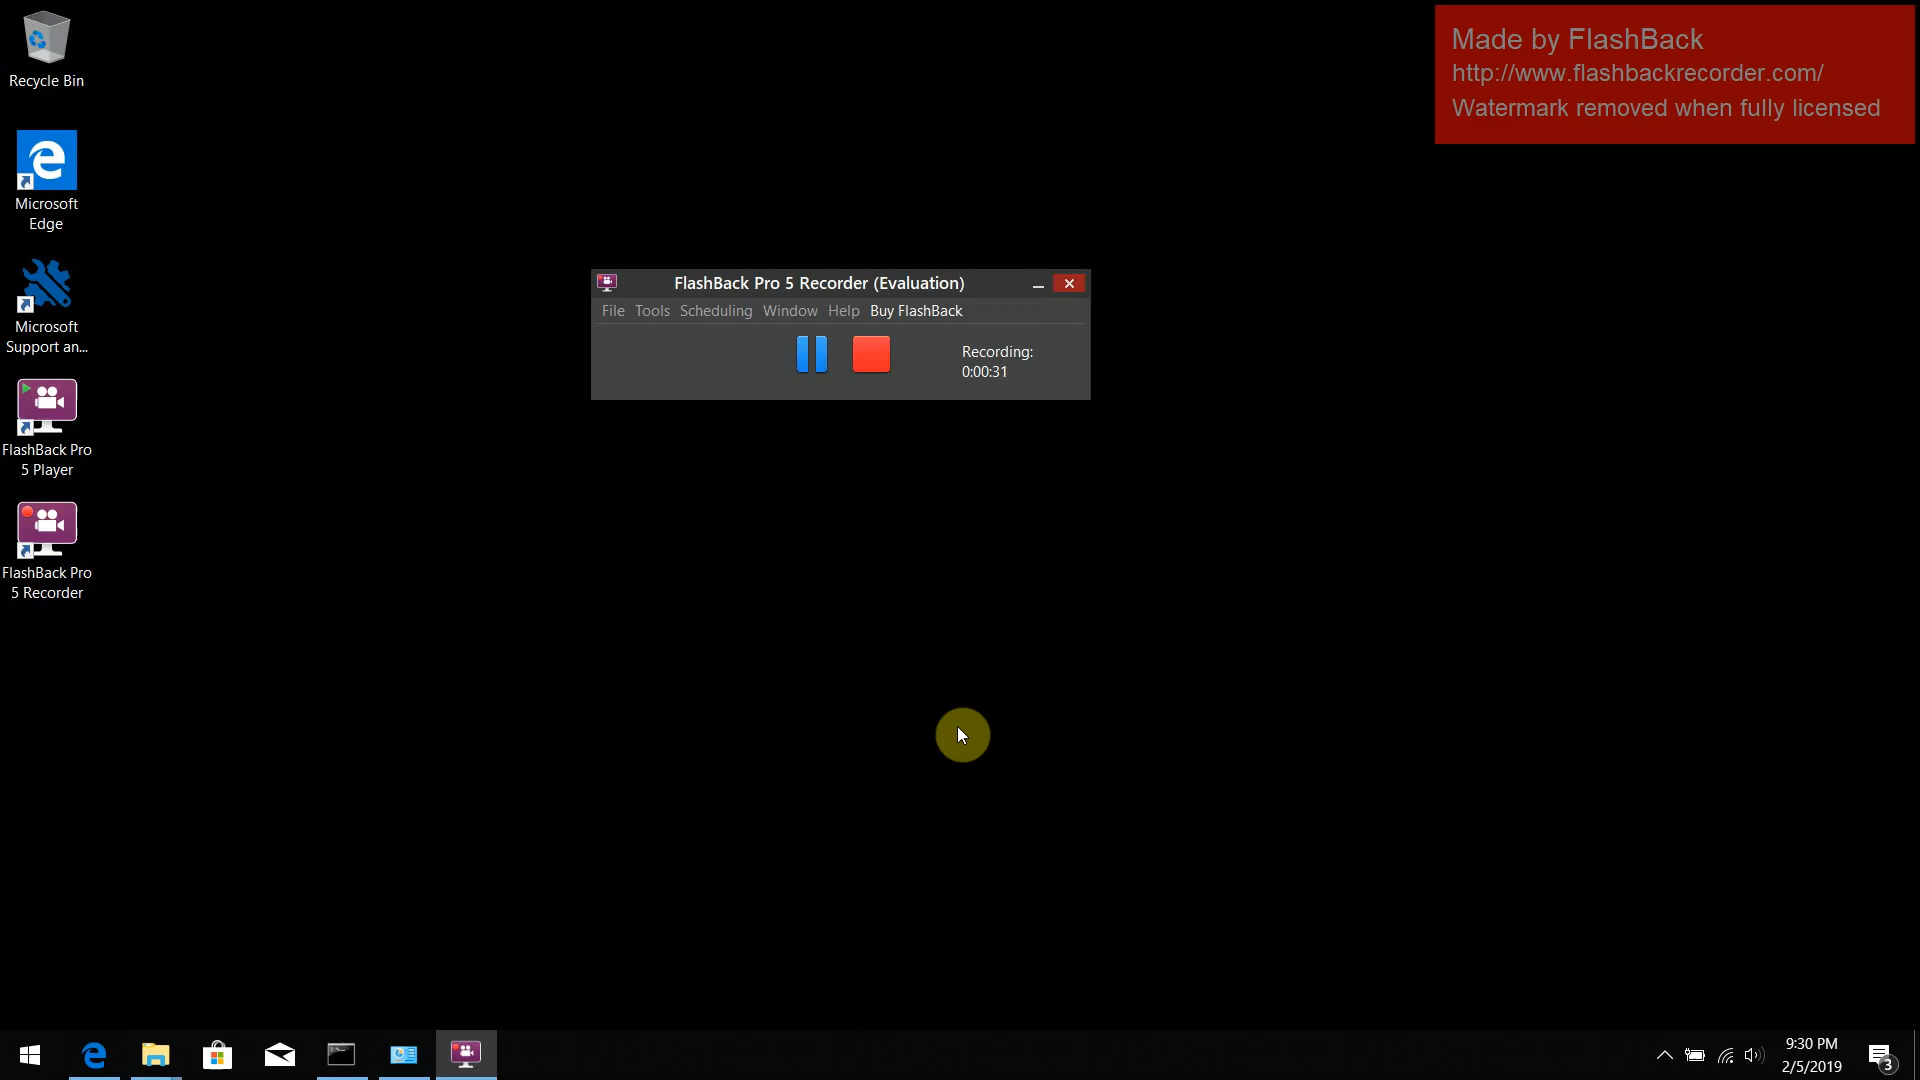 Recycle Bin
Microsoft
Edge
Microsoft
Support an...
FlashBack Pro
5 Player
FlashBack Pro
5 Recorder
Made by FlashBack
http://www.flashbackrecorder.com/
Watermark removed when fully licensed
FlashBack Pro 5 Recorder (Evaluation)
File Tools Scheduling Window Help Buy FlashBack
Recording:
0:00:31
9:30 PM
2/5/2019
3